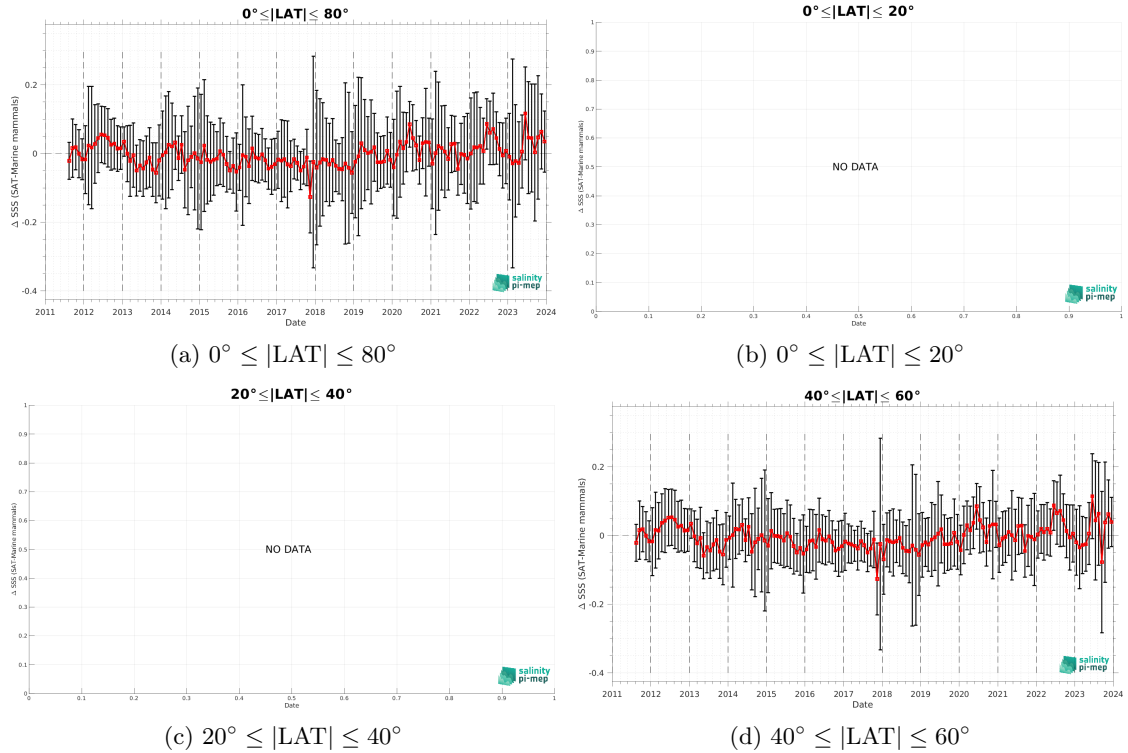 0°≤|LAT|≤ 80°
Δ SSS (SAT-Marine mammals)
0.2
0
-0.2
-0.4
2011 2012 2013 2014 2015 2016 2017 2018 2019 2020 2021 2022 2023 2024
Date
salinity
pi-mep
(a) 0° ≤ |LAT| ≤ 80°
0°≤|LAT|≤ 20°
Δ SSS (SAT-Marine mammals)
1
0.9
0.8
0.7
0.6
0.5
0.4
0.3
0.2
0.1
0
NO DATA
0 0.1 0.2 0.3 0.4 0.5 0.6 0.7 0.8 0.9 1
Date
salinity
pi-mep
(b) 0° ≤ |LAT| ≤ 20°
20°≤|LAT|≤ 40°
Δ SSS (SAT-Marine mammals)
1
0.9
0.8
0.7
0.6
0.5
0.4
0.3
0.2
0.1
0
NO DATA
0 0.1 0.2 0.3 0.4 0.5 0.6 0.7 0.8 0.9 1
Date
salinity
pi-mep
(c) 20° ≤ |LAT| ≤ 40°
40°≤|LAT|≤ 60°
Δ SSS (SAT-Marine mammals)
0.2
0
-0.2
-0.4
2011 2012 2013 2014 2015 2016 2017 2018 2019 2020 2021 2022 2023 2024
Date
salinity
pi-mep
(d) 40° ≤ |LAT| ≤ 60°